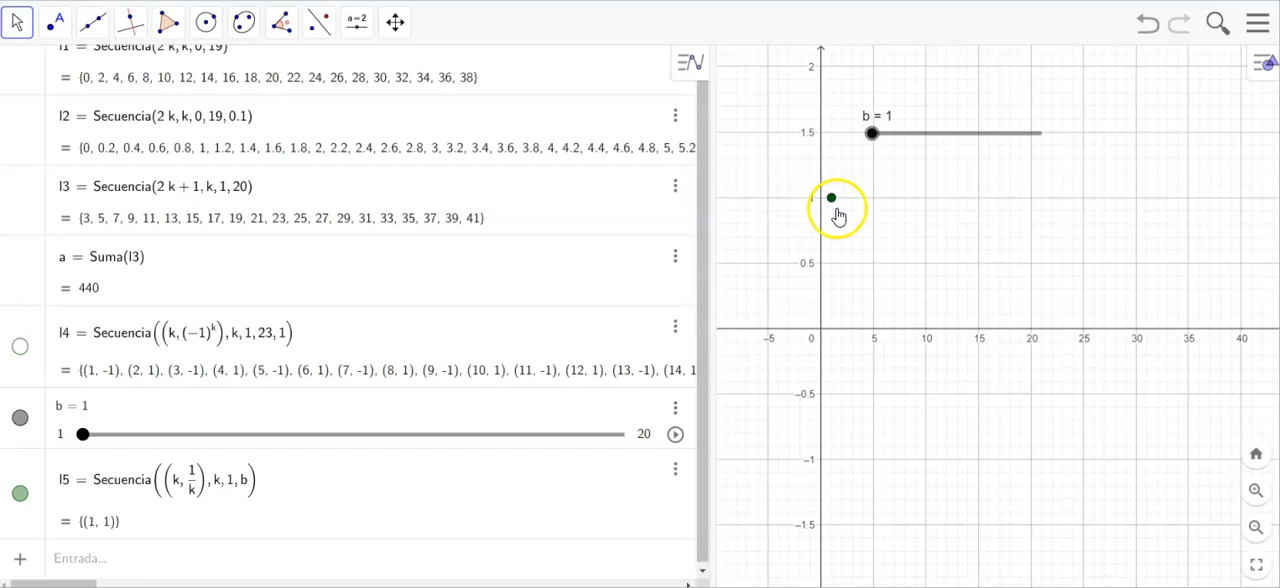 A
a=2
l1 = Secuencia(2 k, k, 0, 19)
= {0, 2, 4, 6, 8, 10, 12, 14, 16, 18, 20, 22, 24, 26, 28, 30, 32, 34, 36, 38}
l2 = Secuencia(2 k, k, 0, 19, 0.1)
= {0, 0.2, 0.4, 0.6, 0.8, 1, 1.2, 1.4, 1.6, 1.8, 2, 2.2, 2.4, 2.6, 2.8, 3, 3.2, 3.4, 3.6, 3.8, 4, 4.2, 4.4, 4.6, 4.8, 5, 5.2
l3 = Secuencia(2 k + 1, k, 1, 20)
= {3, 5, 7, 9, 11, 13, 15, 17, 19, 21, 23, 25, 27, 29, 31, 33, 35, 37, 39, 41}
a = Suma(l3)
= 440
l4 = Secuencia((k, (−1)^k), k, 1, 23, 1)
= {(1, -1), (2, 1), (3, -1), (4, 1), (5, -1), (6, 1), (7, -1), (8, 1), (9, -1), (10, 1), (11, -1), (12, 1), (13, -1), (14, 1
b = 1
1 20
l5 = Secuencia((k, 1/k), k, 1, b)
= {(1, 1)}
Entrada...
b = 1
2
1.5
1
0.5
−0.5
−1
−1.5
−5 0 5 10 15 20 25 30 35 40